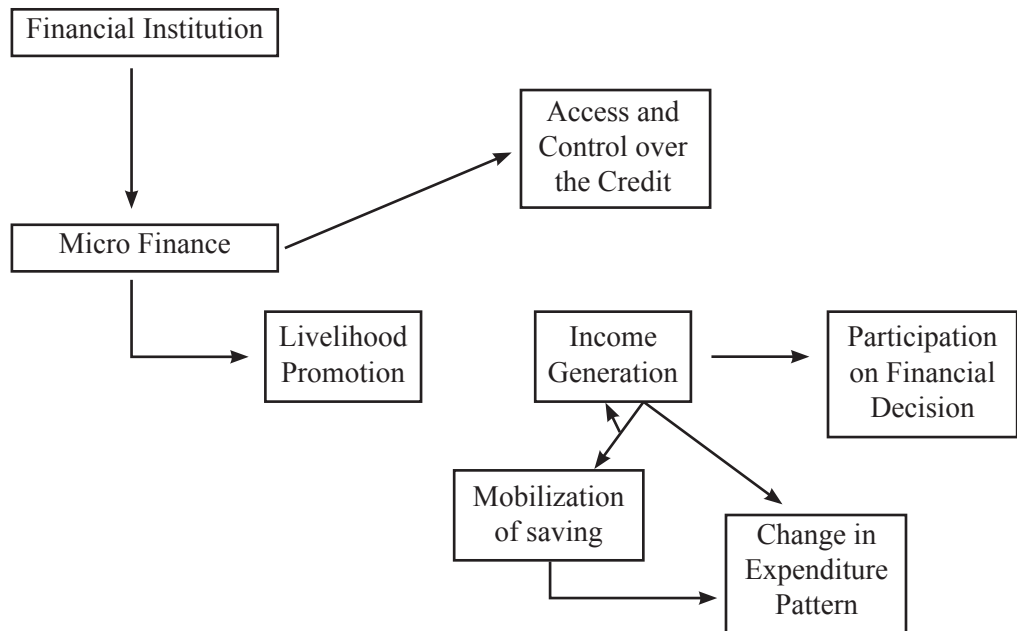 Financial Institution
Access and
Control over
the Credit
Micro Finance
Livelihood
Promotion
Income
Generation
Participation
on Financial
Decision
Mobilization
of saving
Change in
Expenditure
Pattern